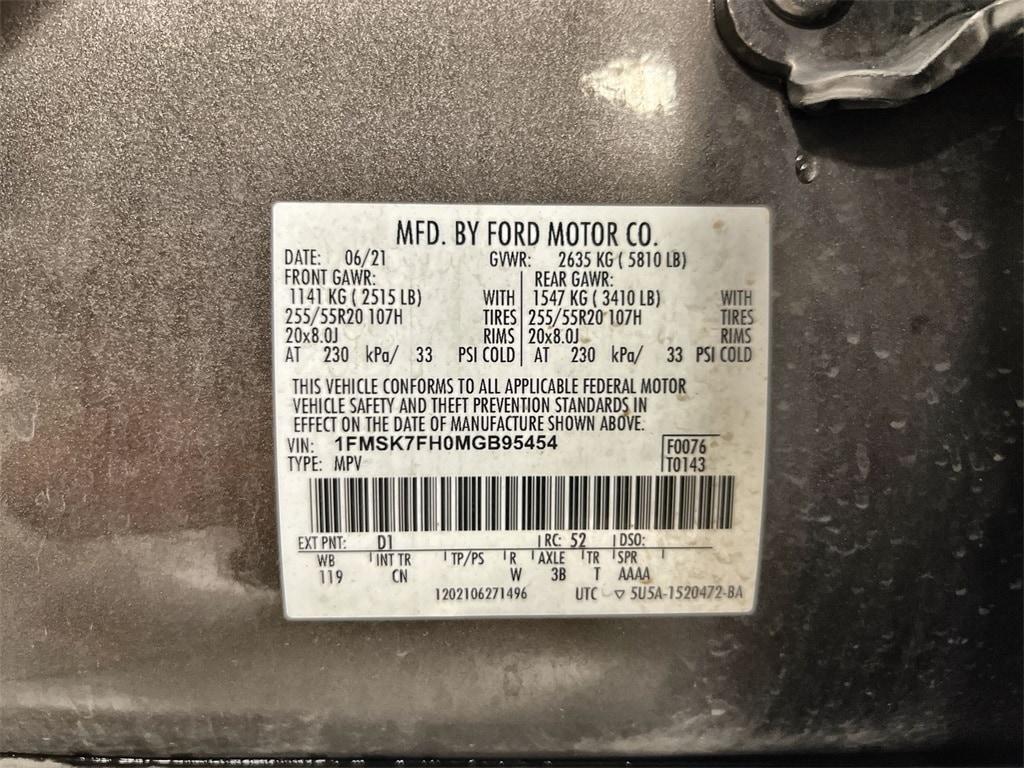 MFD. BY FORD MOTOR CO.
DATE: 06/21 GVWR: 2635 KG ( 5810 LB)
FRONT GAWR: REAR GAWR:
1141 KG ( 2515 LB) WITH 1547 KG ( 3410 LB) WITH
255/55R20 107H TIRES 255/55R20 107H TIRES
20x8.0J RIMS 20x8.0J RIMS
AT 230 kPa/ 33 PSI COLD AT 230 kPa/ 33 PSI COLD
THIS VEHICLE CONFORMS TO ALL APPLICABLE FEDERAL MOTOR
VEHICLE SAFETY AND THEFT PREVENTION STANDARDS IN
EFFECT ON THE DATE OF MANUFACTURE SHOWN ABOVE.
VIN: 1FMSK7FH0MGB95454 F0076
TYPE: MPV T0143
EXT PNT: D1 RC: 52 DSO:
WB INT TR TP/PS R AXLE TR SPR
119 CN W 3B T AAAA
1202106271496 UTC ▽ 5U5A-1520472-BA